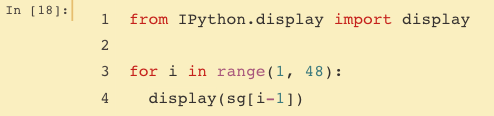 In [18]:
1 from IPython.display import display
2
3 for i in range(1, 48):
4   display(sg[i-1])